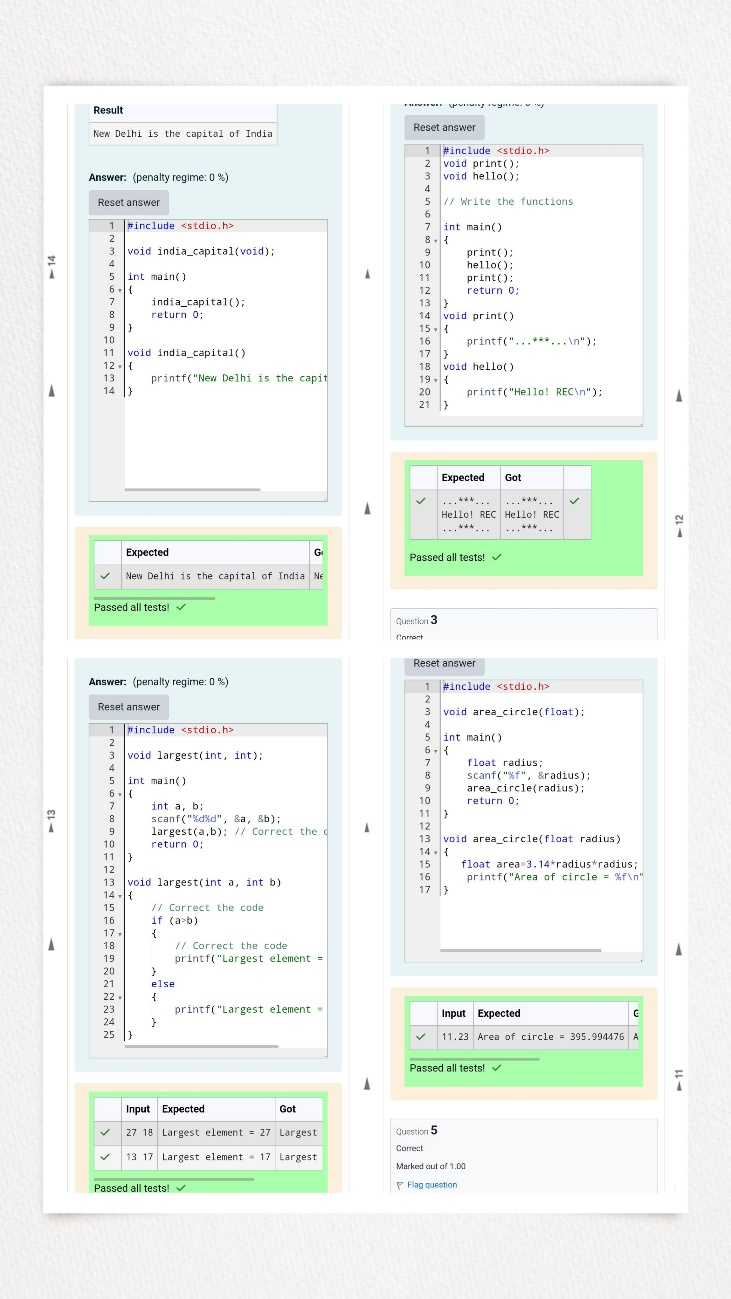 Result
New Delhi is the capital of India
Answer: (penalty regime: 0 %)
Reset answer
1 #include <stdio.h>
2
3 void india_capital(void);
4
5 int main()
6 {
7 india_capital();
8 return 0;
9 }
10
11 void india_capital()
12 {
13 printf("New Delhi is the capit
14 }
Expected
New Delhi is the capital of India
Passed all tests!
14
Answer: (penalty regime: 0 %)
Reset answer
1 #include <stdio.h>
2 void print();
3 void hello();
4
5 // Write the functions
6
7 int main()
8 {
9 print();
10 hello();
11 print();
12 return 0;
13 }
14 void print()
15 {
16 printf("...***...\n");
17 }
18 void hello()
19 {
20 printf("Hello! REC\n");
21 }
Expected Got
...***... ...***...
Hello! REC Hello! REC
...***... ...***...
Passed all tests!
Question 3
Correct
12
Answer: (penalty regime: 0 %)
Reset answer
1 #include <stdio.h>
2
3 void largest(int, int);
4
5 int main()
6 {
7 int a, b;
8 scanf("%d%d", &a, &b);
9 largest(a,b); // Correct the c
10 return 0;
11 }
12
13 void largest(int a, int b)
14 {
15 // Correct the code
16 if (a>b)
17 {
18 // Correct the code
19 printf("Largest element =
20 }
21 else
22 {
23 printf("Largest element =
24 }
25 }
Input Expected Got
27 18 Largest element = 27 Largest
13 17 Largest element = 17 Largest
Passed all tests!
13
Reset answer
1 #include <stdio.h>
2
3 void area_circle(float);
4
5 int main()
6 {
7 float radius;
8 scanf("%f", &radius);
9 area_circle(radius);
10 return 0;
11 }
12
13 void area_circle(float radius)
14 {
15 float area=3.14*radius*radius;
16 printf("Area of circle = %f\n"
17 }
Input Expected
11.23 Area of circle = 395.994476
Passed all tests!
Question 5
Correct
Marked out of 1.00
Flag question
11